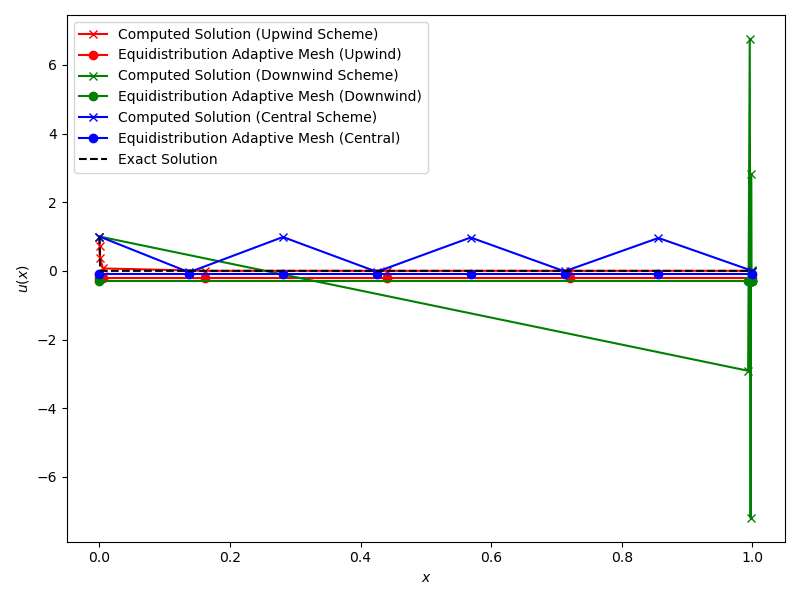 Computed Solution (Upwind Scheme)
Equidistribution Adaptive Mesh (Upwind)
Computed Solution (Downwind Scheme)
Equidistribution Adaptive Mesh (Downwind)
Computed Solution (Central Scheme)
Equidistribution Adaptive Mesh (Central)
Exact Solution
6
4
2
0
−2
−4
−6
u(x)
0.0 0.2 0.4 0.6 0.8 1.0
x